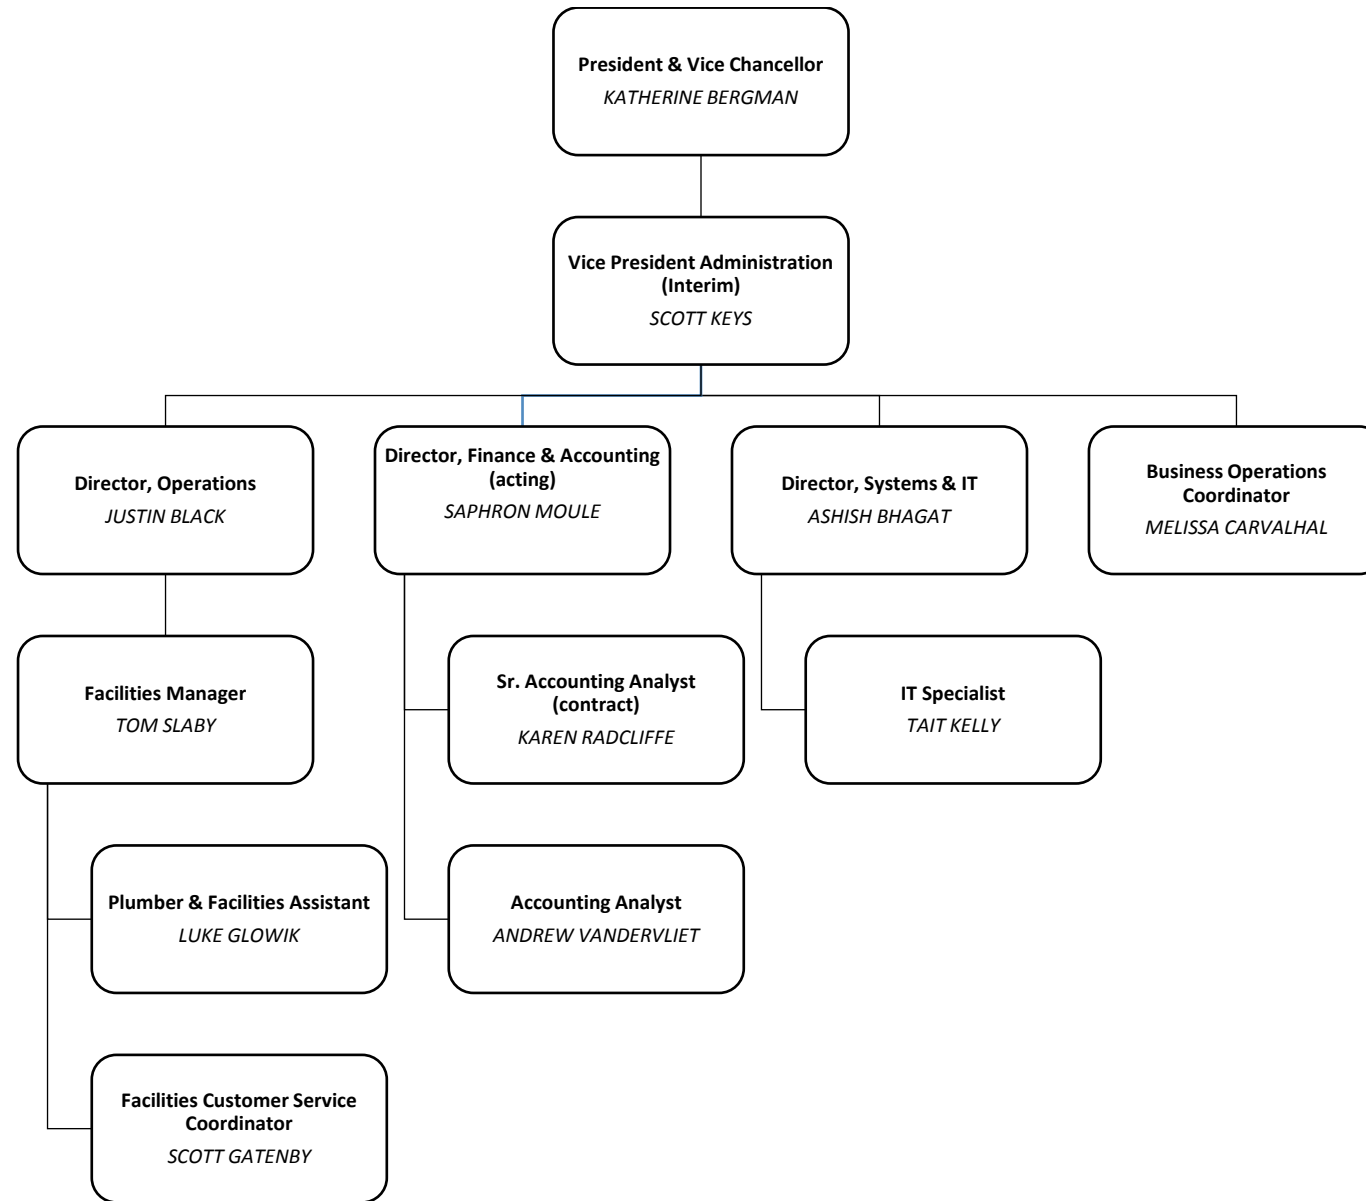 President & Vice Chancellor
KATHERINE BERGMAN
Vice President Administration
(Interim)
SCOTT KEYS
Director, Operations
JUSTIN BLACK
Director, Finance & Accounting
(acting)
SAPHRON MOULE
Director, Systems & IT
ASHISH BHAGAT
Business Operations
Coordinator
MELISSA CARVALHAL
Facilities Manager
TOM SLABY
Sr. Accounting Analyst
(contract)
KAREN RADCLIFFE
IT Specialist
TAIT KELLY
Plumber & Facilities Assistant
LUKE GLOWIK
Accounting Analyst
ANDREW VANDERVLIET
Facilities Customer Service
Coordinator
SCOTT GATENBY